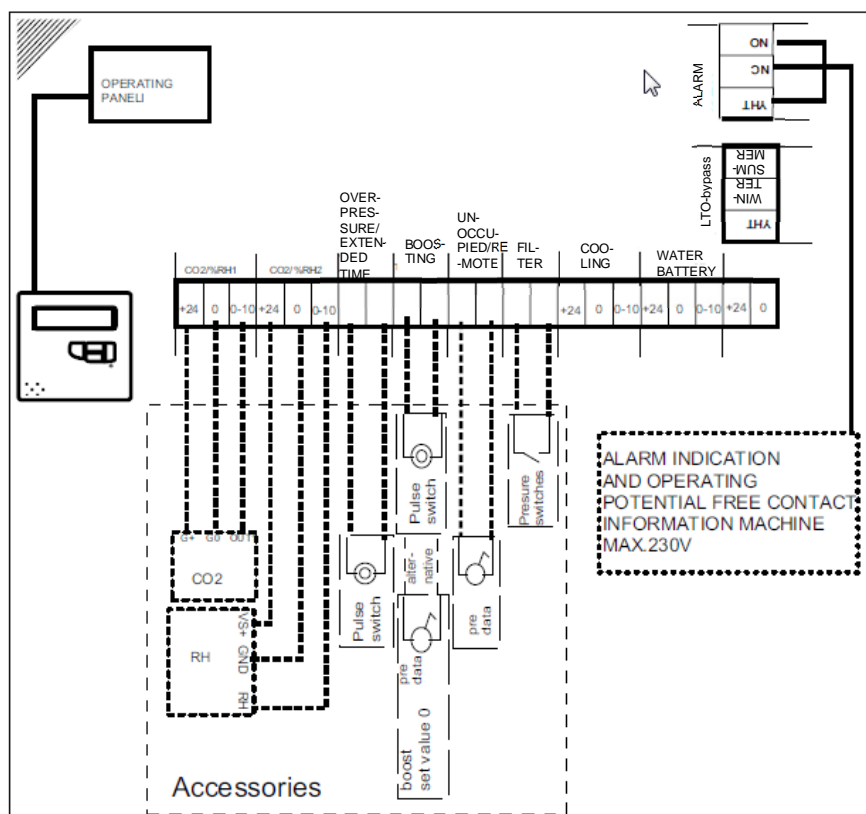 OPERATING
PANELI
ALARM
NO
NC
YHT
LTO-bypass
SUM-
MER
WIN-
TER
YHT
CO2/%RH1
CO2/%RH2
OVER-
PRES-
SURE/
EXTEN-
DED
TIME
BOOS-
TING
UN-
OCCU-
PIED/RE
-MOTE
FIL-
TER
COO-
LING
WATER
BATTERY
+24 0 0-10 +24 0 0-10 +24 0 0-10 +24 0 0-10 +24 0
G+ G0 OUT
CO2
VS+ GND RH
RH
Pulse
switch
Pulse
switch
alter-
native
pre
data
boost
set value 0
pre
data
Presure
switches
ALARM INDICATION
AND OPERATING
POTENTIAL FREE CONTACT
INFORMATION MACHINE
MAX.230V
Accessories